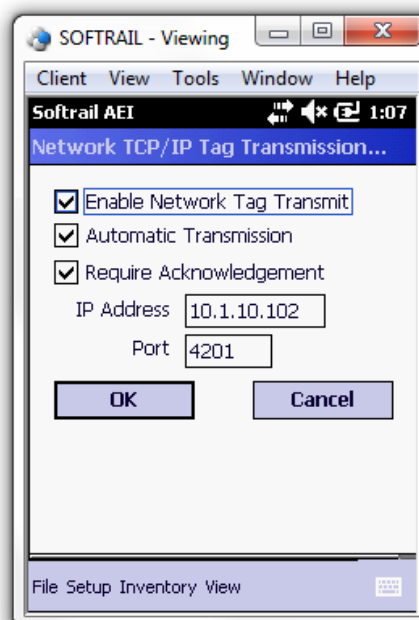 SOFTRAIL - Viewing
Client View Tools Window Help
Softrail AEI 1:07
Network TCP/IP Tag Transmission...
Enable Network Tag Transmit
Automatic Transmission
Require Acknowledgement
IP Address 10.1.10.102
Port 4201
OK Cancel
File Setup Inventory View